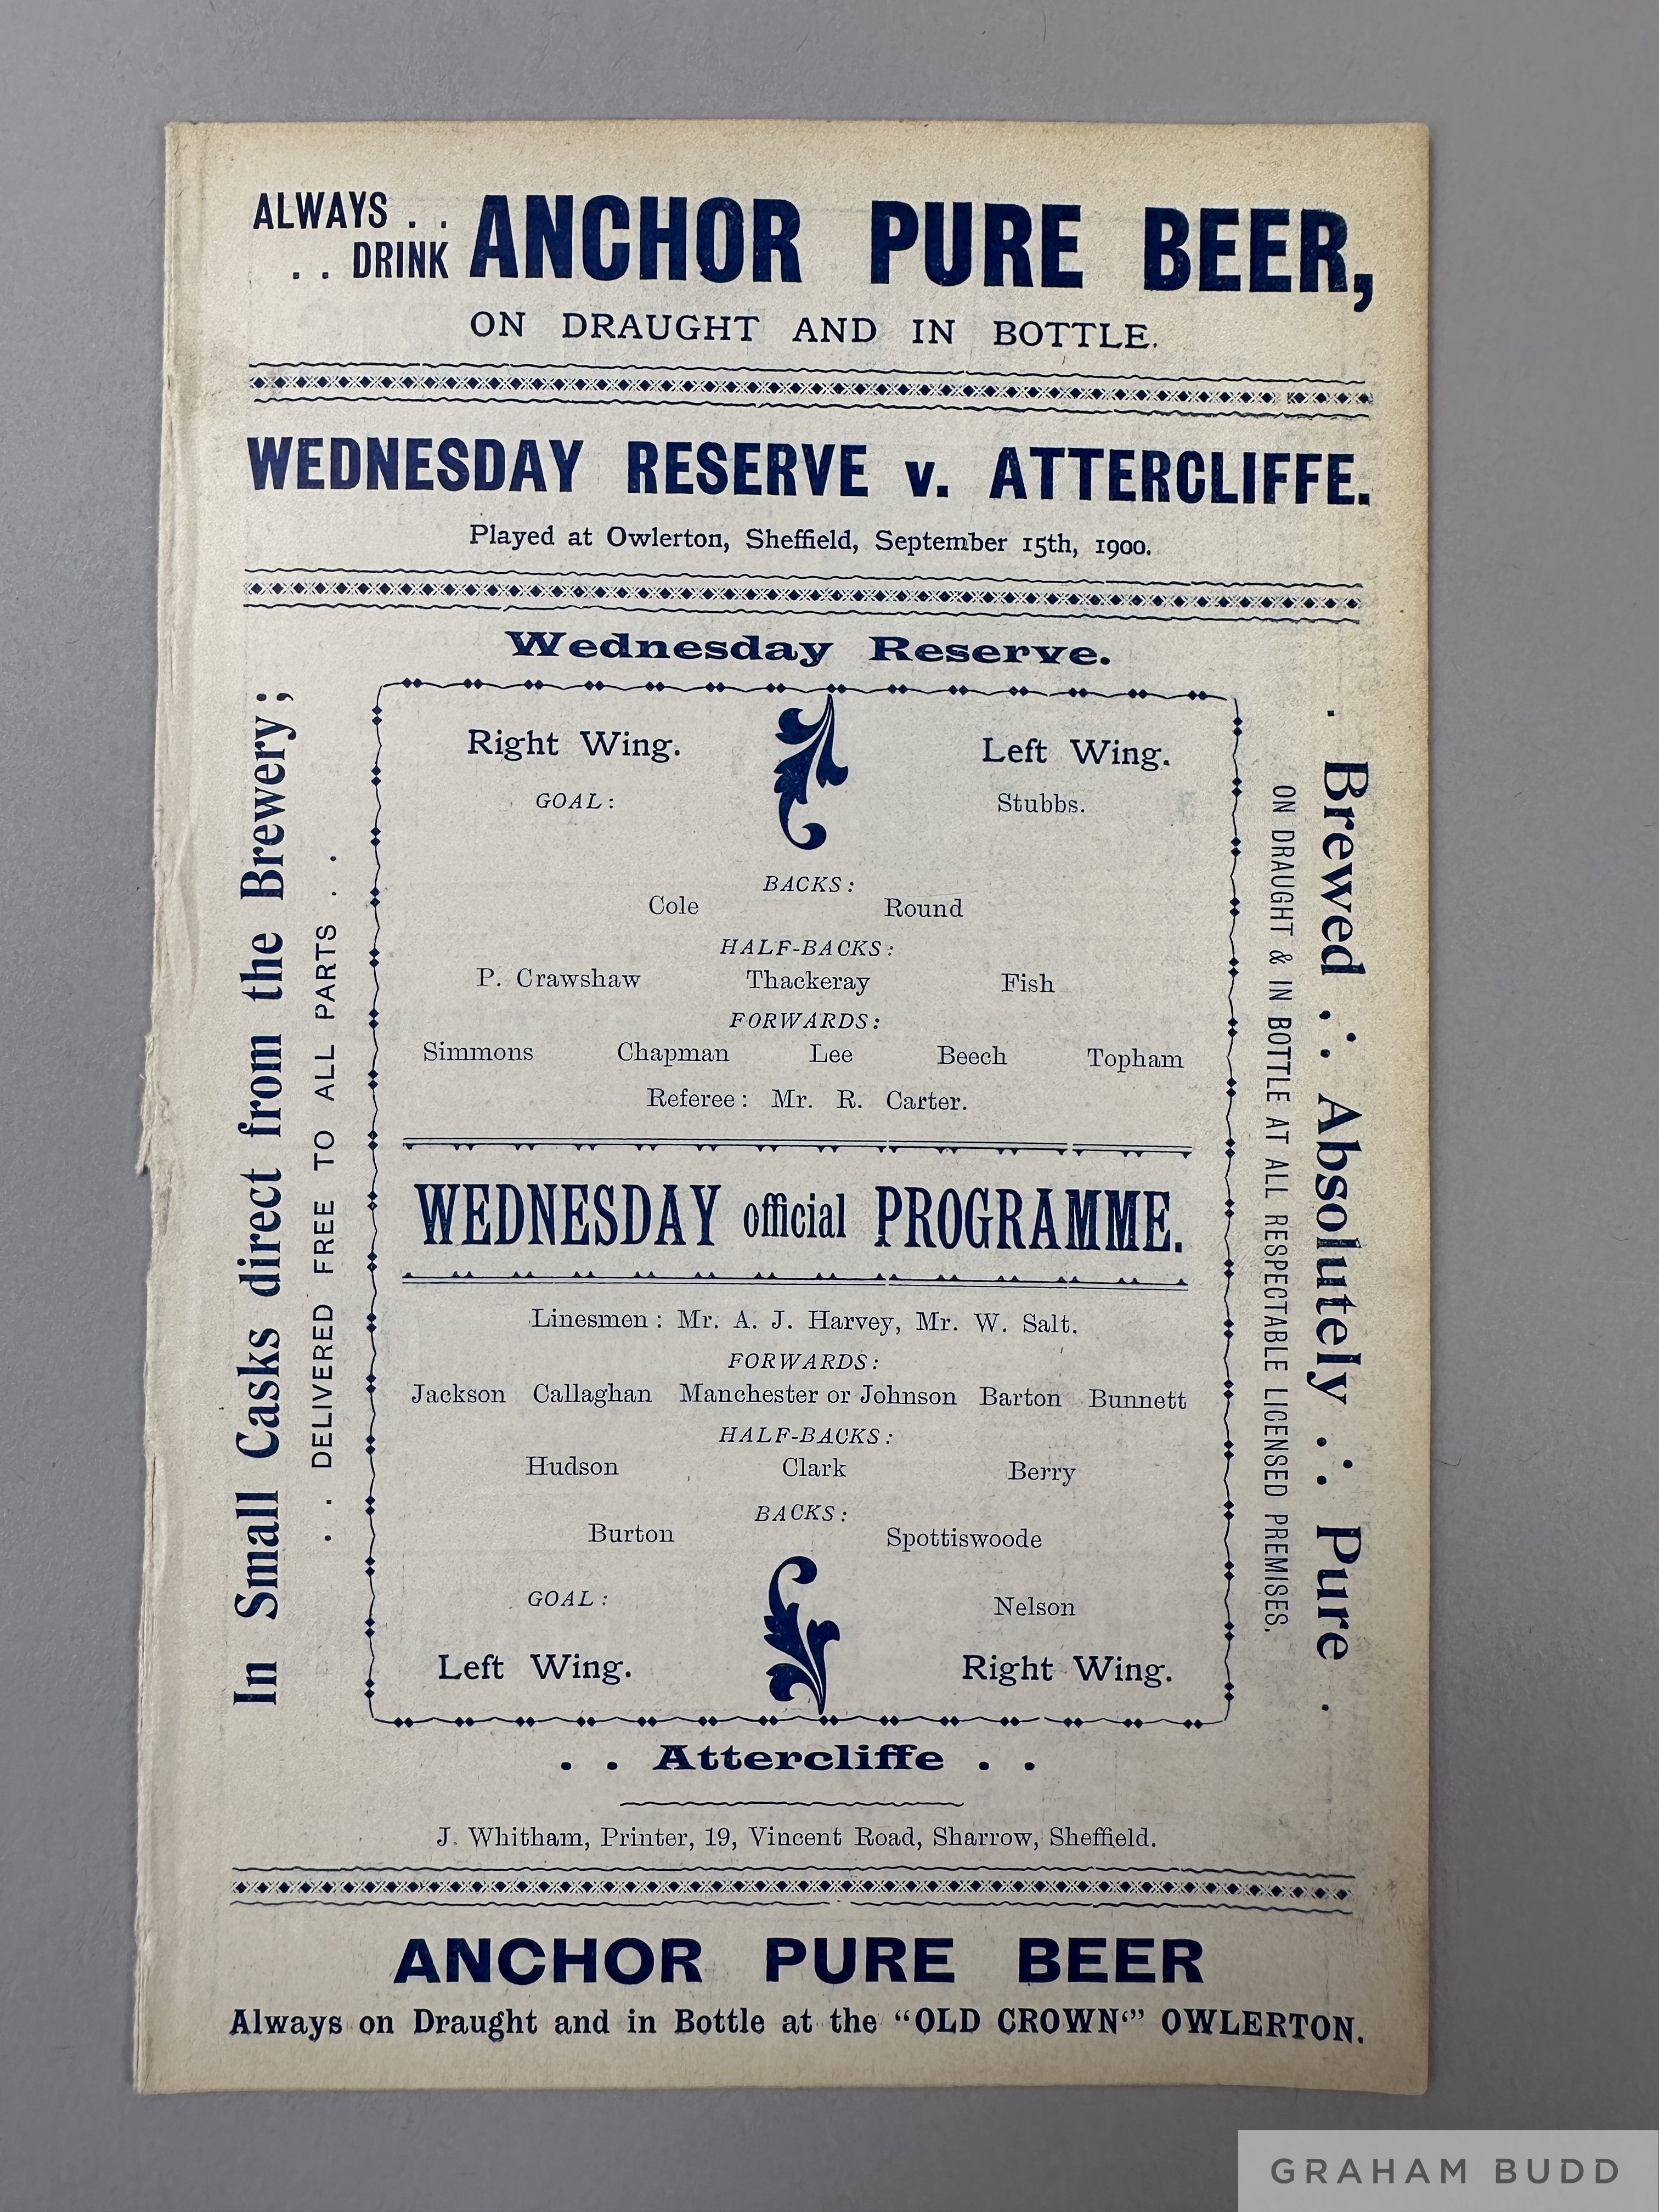 ALWAYS . .
. . DRINK ANCHOR PURE BEER,
ON DRAUGHT AND IN BOTTLE.
WEDNESDAY RESERVE v. ATTERCLIFFE.
Played at Owlerton, Sheffield, September 15th, 1900.
In Small Casks direct from the Brewery;
. . DELIVERED FREE TO ALL PARTS . .
Wednesday Reserve.
Right Wing. Left Wing.
GOAL: Stubbs.
BACKS:
Cole Round
HALF-BACKS:
P. Crawshaw Thackeray Fish
FORWARDS:
Simmons Chapman Lee Beech Topham
Referee: Mr. R. Carter.
WEDNESDAY official PROGRAMME.
Linesmen: Mr. A. J. Harvey, Mr. W. Salt.
FORWARDS:
Jackson Callaghan Manchester or Johnson Barton Bunnett
HALF-BACKS:
Hudson Clark Berry
BACKS:
Burton Spottiswoode
GOAL: Nelson
Left Wing. Right Wing.
. . Attercliffe . .
. Brewed ∴ Absolutely ∴ Pure .
ON DRAUGHT & IN BOTTLE AT ALL RESPECTABLE LICENSED PREMISES.
J. Whitham, Printer, 19, Vincent Road, Sharrow, Sheffield.
ANCHOR PURE BEER
Always on Draught and in Bottle at the “OLD CROWN‘” OWLERTON.
GRAHAM BUDD